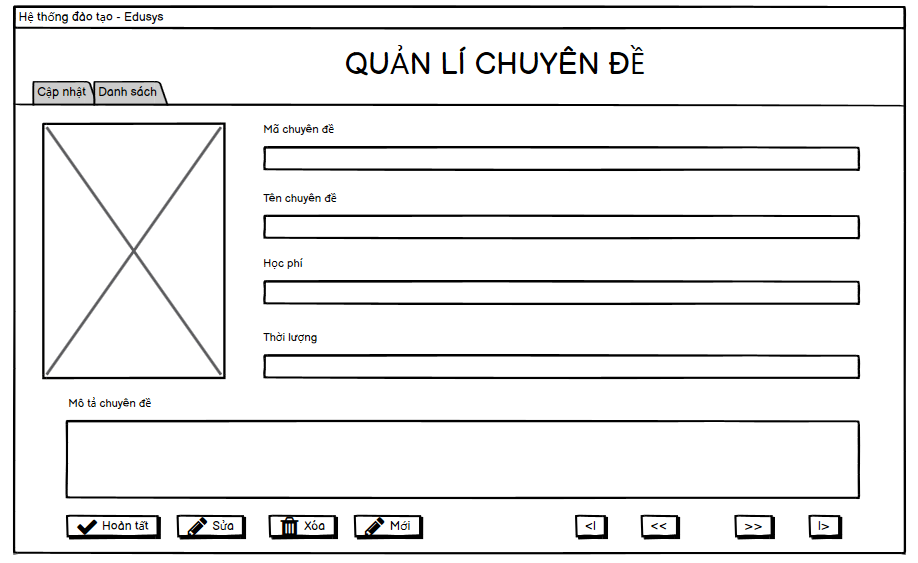 Hệ thống đào tạo - Edusys
QUẢN LÍ CHUYÊN ĐỀ
Cập nhật
Danh sách
Mã chuyên đề
Tên chuyên đề
Học phí
Thời lượng
Mô tả chuyên đề
Hoàn tất
Sửa
Xóa
Mới
<|
<<
>>
|>